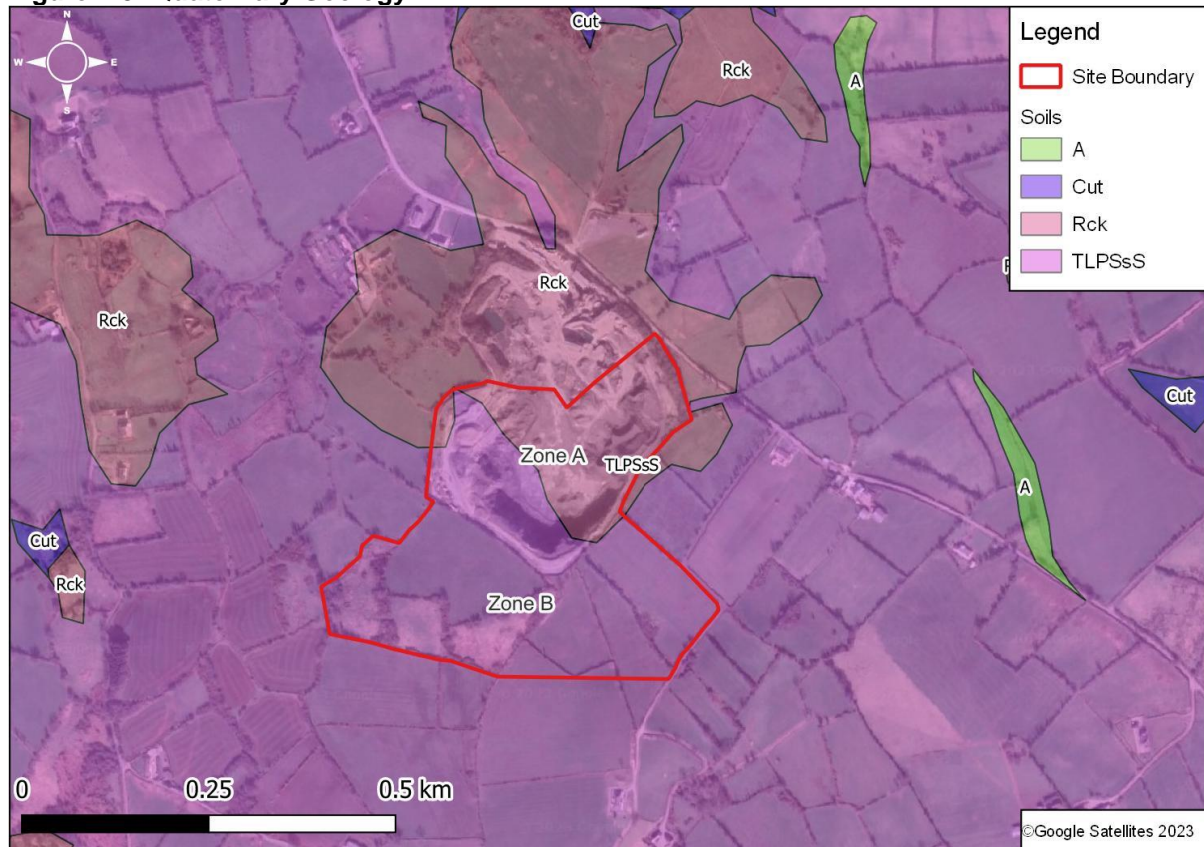 N
W
E
S
Cut
Rck
A
Legend
Site Boundary
Soils
A
Cut
Rck
TLPSsS
Rck
Rck
Cut
Zone A
TLPSsS
A
Cut
Rck
Zone B
0
0.25
0.5 km
©Google Satellites 2023